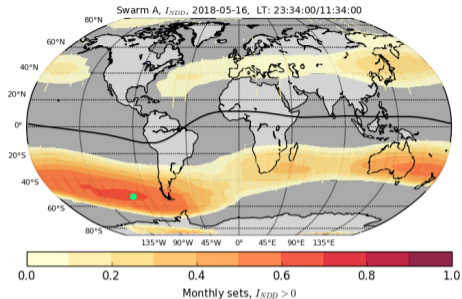 Swarm A, I_NDD, 2018-05-16, LT: 23:34:00/11:34:00
80°N
60°N
40°N
20°N
0°
20°S
40°S
60°S
80°S
135°W 90°W 45°W 0° 45°E 90°E 135°E
0.0 0.2 0.4 0.6 0.8 1.0
Monthly sets, I_NDD > 0